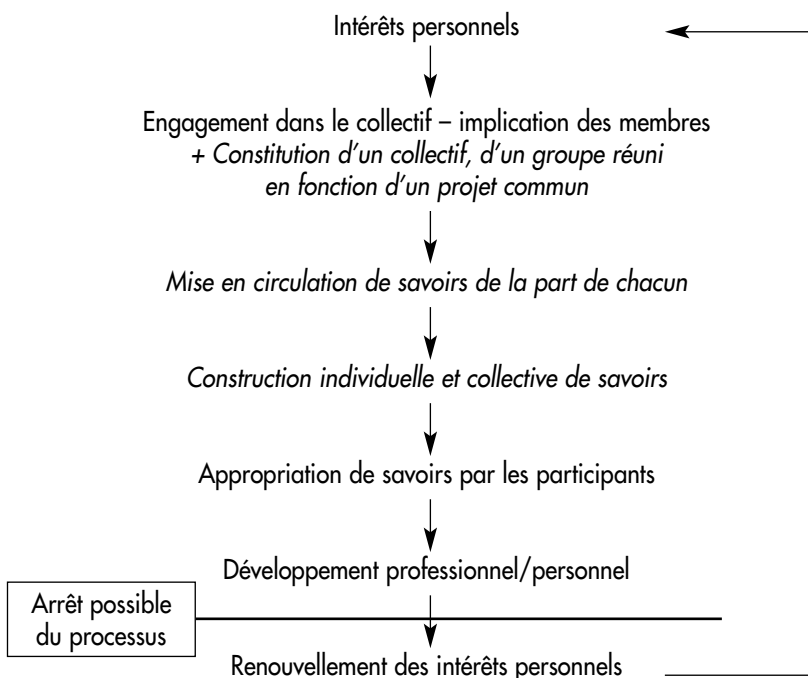 Intérêts personnels
Engagement dans le collectif – implication des membres
+ Constitution d’un collectif, d’un groupe réuni
en fonction d’un projet commun
Mise en circulation de savoirs de la part de chacun
Construction individuelle et collective de savoirs
Appropriation de savoirs par les participants
Développement professionnel/personnel
Arrêt possible
du processus
Renouvellement des intérêts personnels